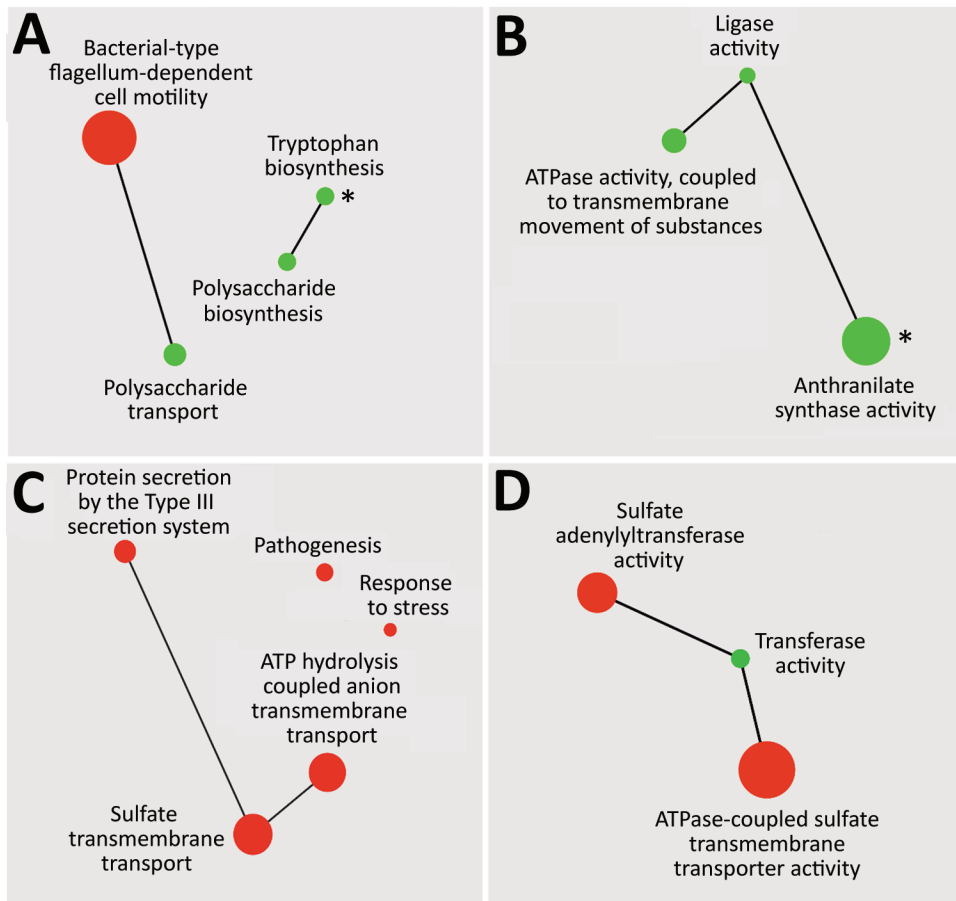 A
Bacterial-type
flagellum-dependent
cell motility
Tryptophan
biosynthesis
*
Polysaccharide
biosynthesis
Polysaccharide
transport
B
Ligase
activity
ATPase activity, coupled
to transmembrane
movement of substances
*
Anthranilate
synthase activity
C
Protein secretion
by the Type III
secretion system
Pathogenesis
Response
to stress
ATP hydrolysis
coupled anion
transmembrane
transport
Sulfate
transmembrane
transport
D
Sulfate
adenylyltransferase
activity
Transferase
activity
ATPase-coupled sulfate
transmembrane
transporter activity